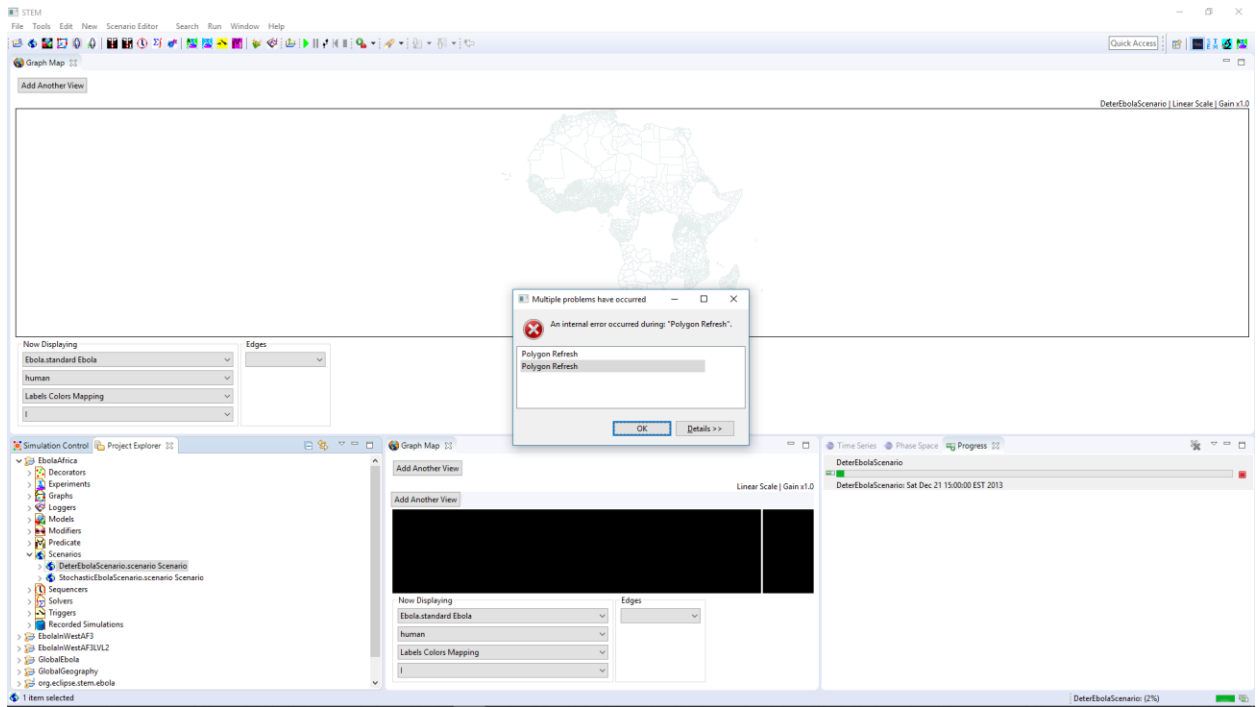 STEM
File Tools Edit New Scenario Editor Search Run Window Help
Quick Access
Graph Map
Add Another View
DeterEbolaScenario | Linear Scale | Gain x1.0
Multiple problems have occurred
An internal error occurred during: "Polygon Refresh".
Polygon Refresh
Polygon Refresh
OK
Details >>
Now Displaying
Edges
Ebola.standard Ebola
human
Labels Colors Mapping
I
Simulation Control
Project Explorer
EbolaAfrica
Decorators
Experiments
Graphs
Loggers
Models
Modifiers
Predicate
Scenarios
DeterEbolaScenario.scenario Scenario
StochasticEbolaScenario.scenario Scenario
Sequencers
Solvers
Triggers
Recorded Simulations
EbolaInWestAF3
EbolaInWestAF3LVL2
GlobalEbola
GlobalGeography
org.eclipse.stem.ebola
Graph Map
Add Another View
Linear Scale | Gain x1.0
Add Another View
Now Displaying
Edges
Ebola.standard Ebola
human
Labels Colors Mapping
I
Time Series
Phase Space
Progress
DeterEbolaScenario
DeterEbolaScenario: Sat Dec 21 15:00:00 EST 2013
1 item selected
DeterEbolaScenario: (2%)